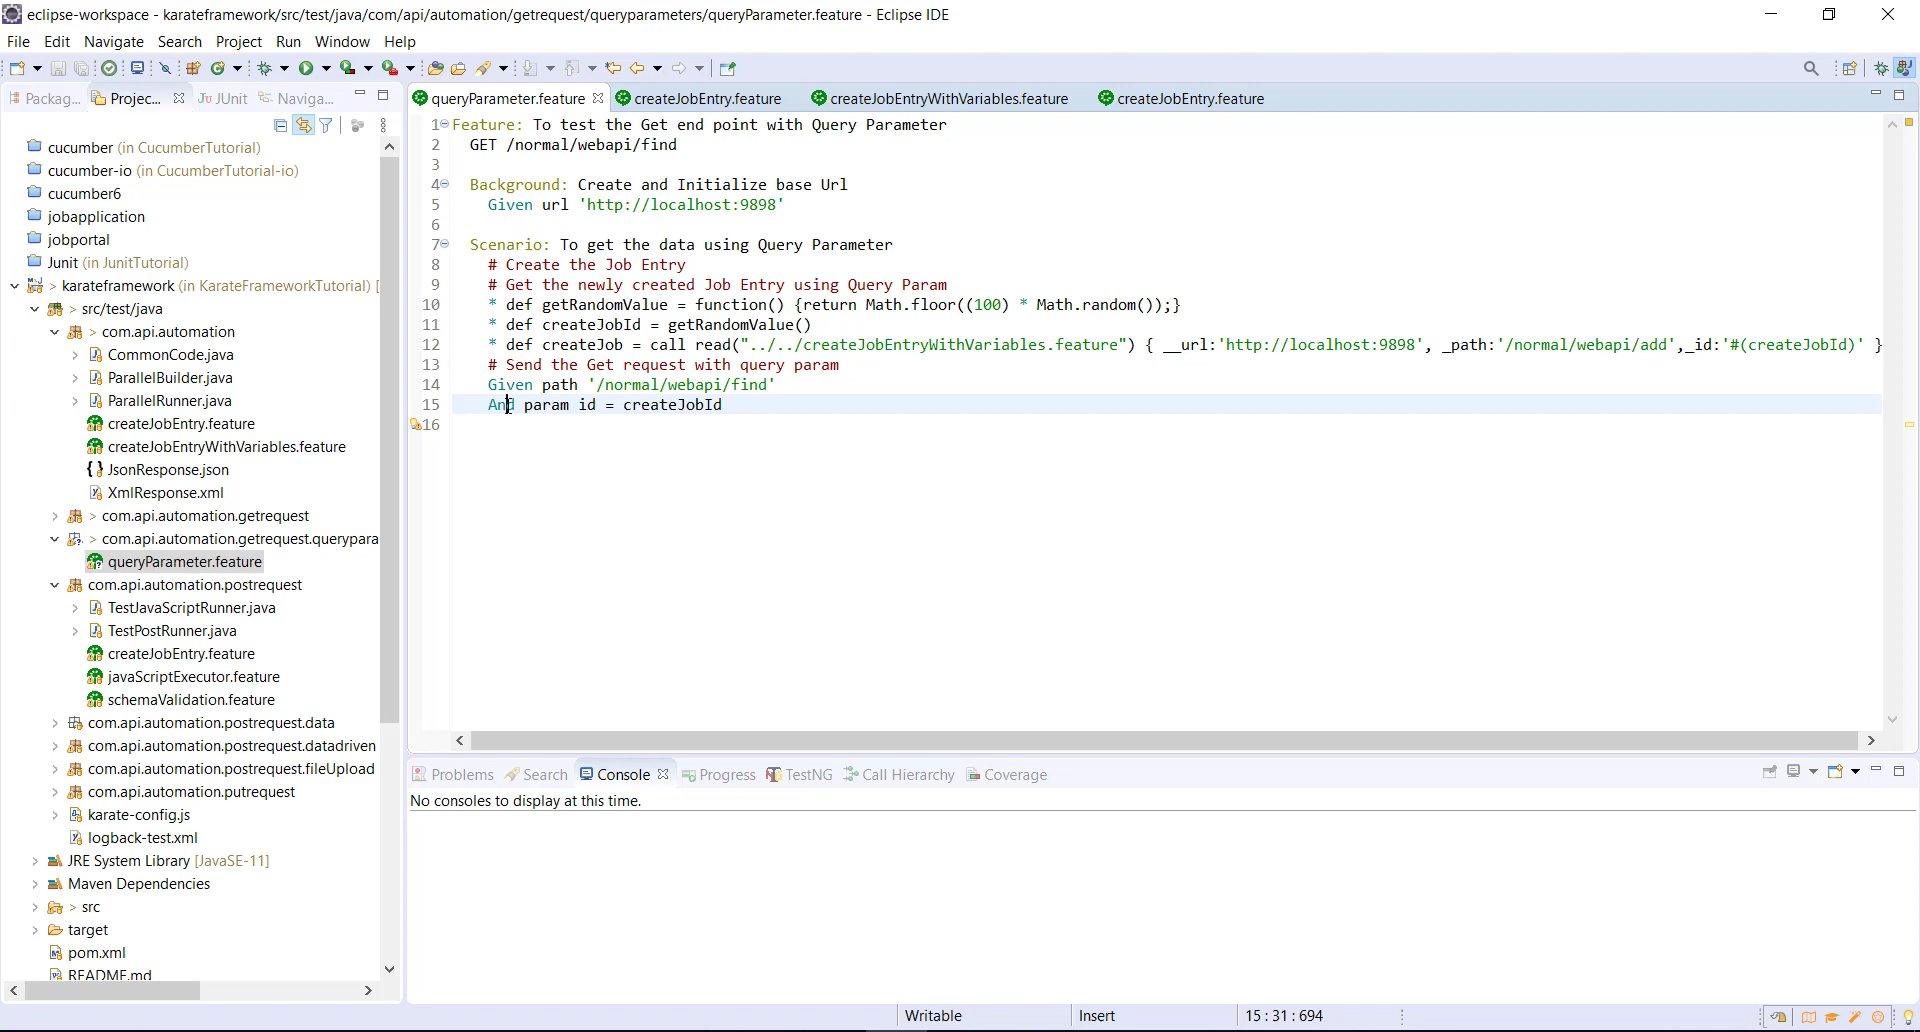 eclipse-workspace - karateframework/src/test/java/com/api/automation/getrequest/queryparameters/queryParameter.feature - Eclipse IDE
File Edit Navigate Search Project Run Window Help
Packag... Projec... JUnit Naviga...
queryParameter.feature createJobEntry.feature createJobEntryWithVariables.feature createJobEntry.feature
cucumber (in CucumberTutorial)
cucumber-io (in CucumberTutorial-io)
cucumber6
jobapplication
jobportal
Junit (in JunitTutorial)
> karateframework (in KarateFrameworkTutorial) [
> src/test/java
> com.api.automation
CommonCode.java
ParallelBuilder.java
ParallelRunner.java
createJobEntry.feature
createJobEntryWithVariables.feature
JsonResponse.json
XmlResponse.xml
> com.api.automation.getrequest
> com.api.automation.getrequest.querypara
queryParameter.feature
com.api.automation.postrequest
TestJavaScriptRunner.java
TestPostRunner.java
createJobEntry.feature
javaScriptExecutor.feature
schemaValidation.feature
com.api.automation.postrequest.data
com.api.automation.postrequest.datadriven
com.api.automation.postrequest.fileUpload
com.api.automation.putrequest
karate-config.js
logback-test.xml
JRE System Library [JavaSE-11]
Maven Dependencies
> src
target
pom.xml
README.md
1 Feature: To test the Get end point with Query Parameter
2 GET /normal/webapi/find
3
4 Background: Create and Initialize base Url
5 Given url 'http://localhost:9898'
6
7 Scenario: To get the data using Query Parameter
8 # Create the Job Entry
9 # Get the newly created Job Entry using Query Param
10 * def getRandomValue = function() {return Math.floor((100) * Math.random());}
11 * def createJobId = getRandomValue()
12 * def createJob = call read("../../createJobEntryWithVariables.feature") { __url:'http://localhost:9898', _path:'/normal/webapi/add',_id:'#(createJobId)' }
13 # Send the Get request with query param
14 Given path '/normal/webapi/find'
15 And param id = createJobId
16
Problems Search Console Progress TestNG Call Hierarchy Coverage
No consoles to display at this time.
Writable Insert 15 : 31 : 694